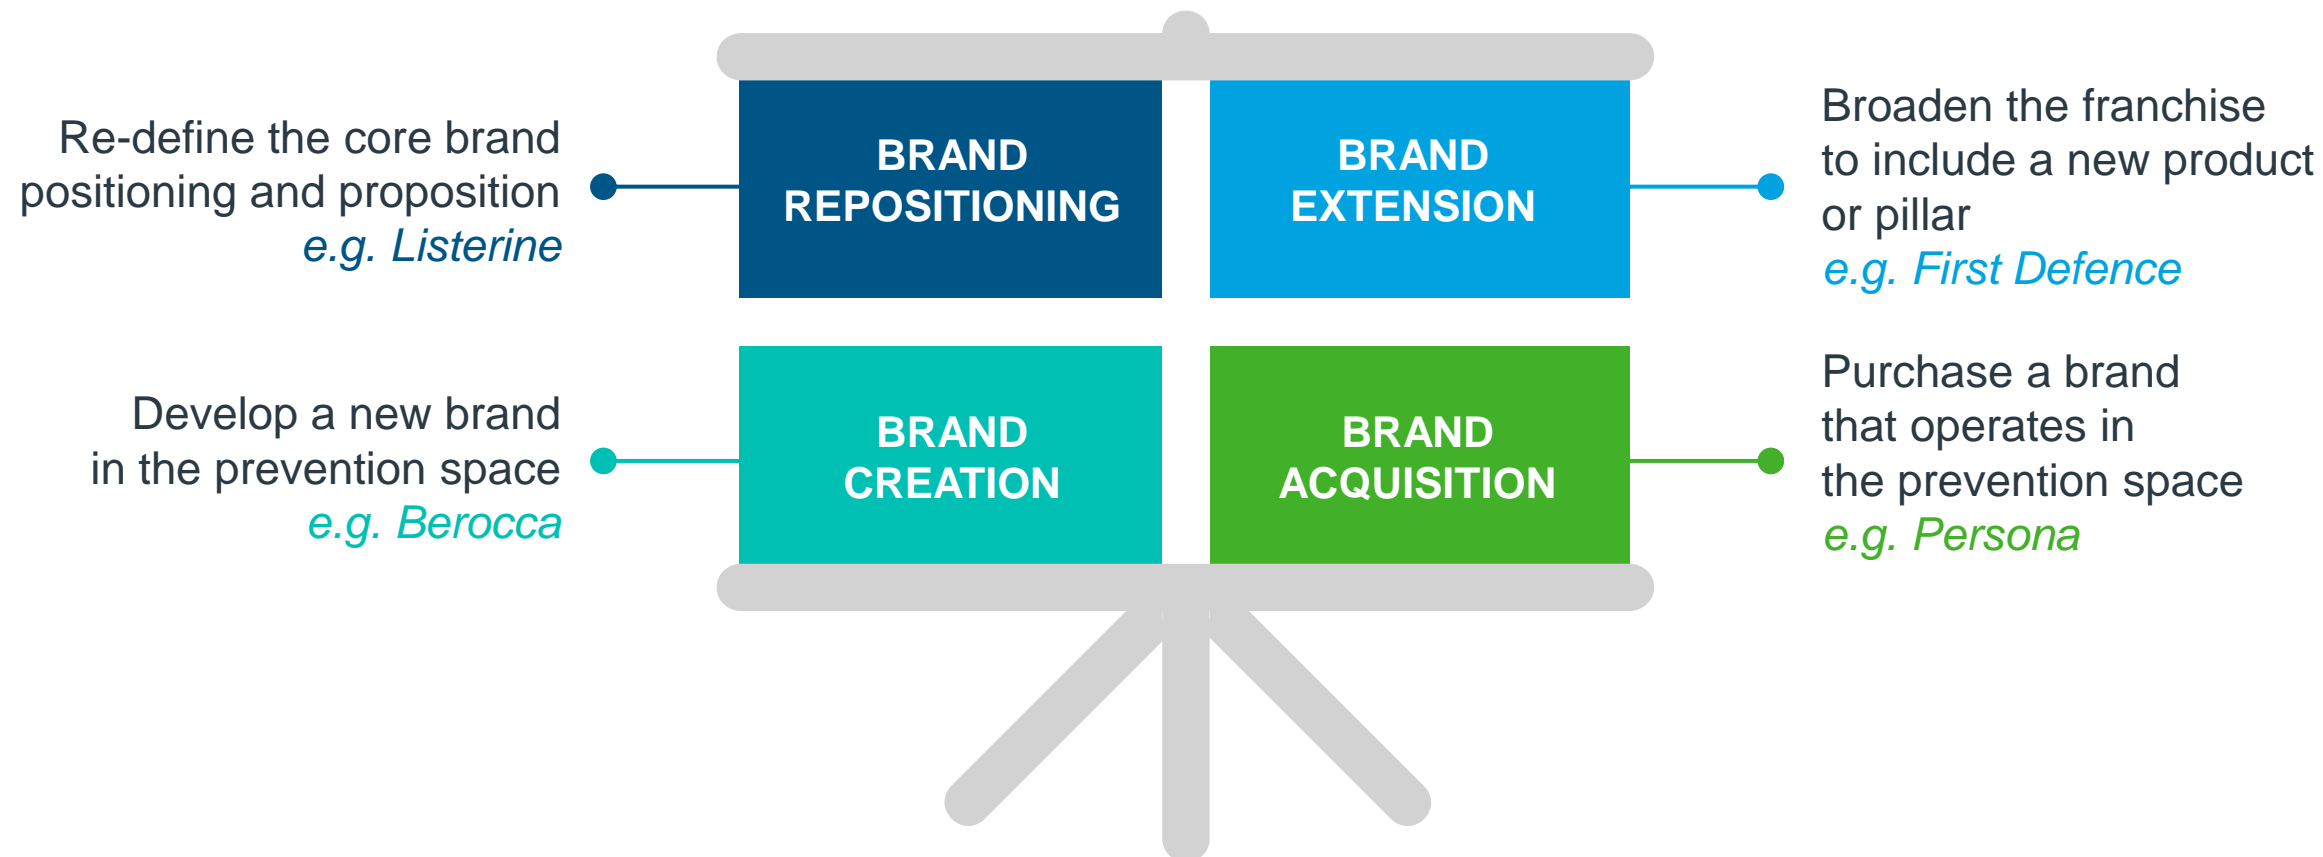 Re-define the core brand
positioning and proposition
e.g. Listerine
BRAND
REPOSITIONING
BRAND
EXTENSION
Broaden the franchise
to include a new product
or pillar
e.g. First Defence
Develop a new brand
in the prevention space
e.g. Berocca
BRAND
CREATION
BRAND
ACQUISITION
Purchase a brand
that operates in
the prevention space
e.g. Persona